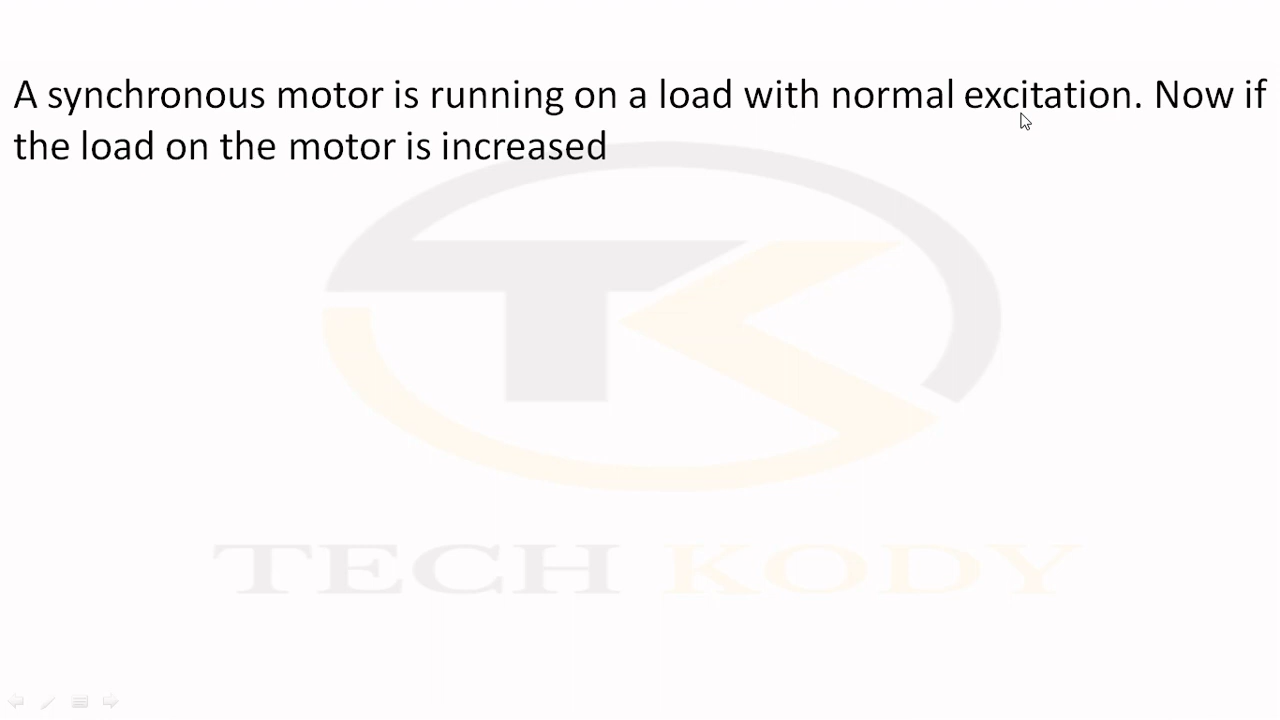 A synchronous motor is running on a load with normal excitation. Now if
the load on the motor is increased
TECH KODY